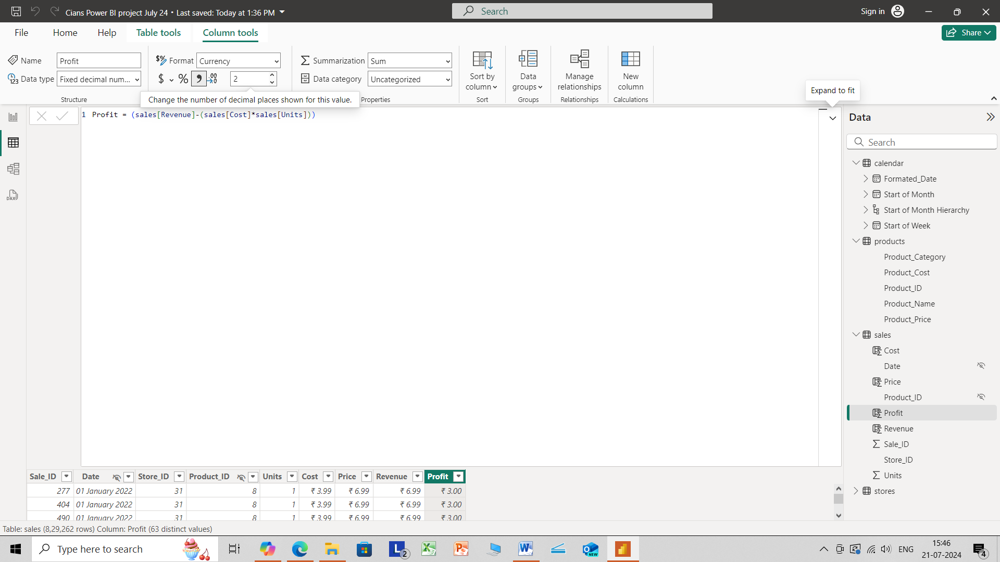 Cians Power BI project July 24 • Last saved: Today at 1:36 PM
Search
Sign in
File
Home
Help
Table tools
Column tools
Share
Name
Profit
Format
Currency
Summarization
Sum
Data type
Fixed decimal num...
$
%
2
Data category
Uncategorized
Sort by
column
Data
groups
Manage
relationships
New
column
Structure
Properties
Sort
Groups
Relationships
Calculations
Change the number of decimal places shown for this value.
Expand to fit
1 Profit = (sales[Revenue]-(sales[Cost]*sales[Units]))
Data
Search
calendar
Formated_Date
Start of Month
Start of Month Hierarchy
Start of Week
products
Product_Category
Product_Cost
Product_ID
Product_Name
Product_Price
sales
Cost
Date
Price
Product_ID
Profit
Revenue
Sale_ID
Store_ID
Units
stores
Sale_ID Date Store_ID Product_ID Units Cost Price Revenue Profit
277 01 January 2022 31 8 1 ₹ 3.99 ₹ 6.99 ₹ 6.99 ₹ 3.00
404 01 January 2022 31 8 1 ₹ 3.99 ₹ 6.99 ₹ 6.99 ₹ 3.00
490 01 January 2022 31 8 1 ₹ 3.99 ₹ 6.99 ₹ 6.99 ₹ 3.00
Table: sales (8,29,262 rows) Column: Profit (63 distinct values)
Type here to search
ENG
15:46
21-07-2024